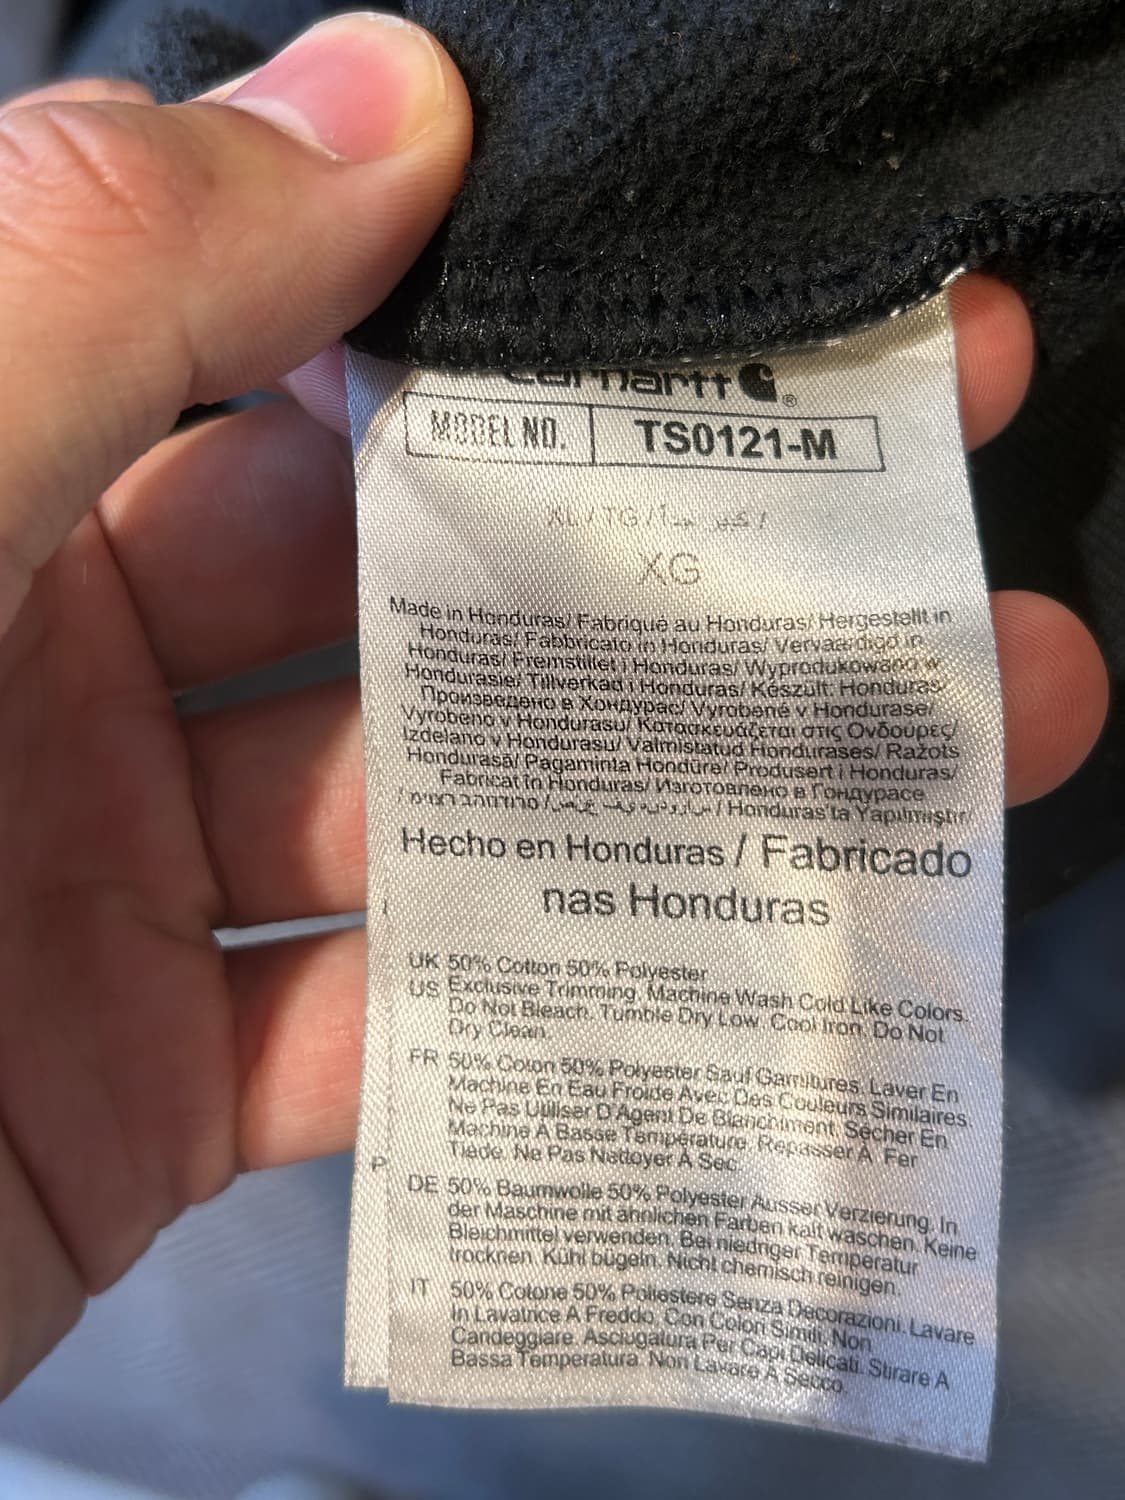 carhartt ®
MODEL NO. TS0121-M
XL / TG /
XG
Made in Honduras/ Fabriqué au Honduras/ Hergestellt in
Honduras/ Fabbricato in Honduras/ Vervaardigd in
Honduras/ Fremstillet i Honduras/ Wyprodukowano w
Hondurasie/ Tillverkad i Honduras/ Készült: Honduras/
Произведено в Хондурас/ Vyrobené v Hondurase/
Vyrobeno v Hondurasu/ Κατασκευάζεται στις Ονδούρες/
Izdelano v Hondurasu/ Valmistatud Hondurases/ Ražots
Hondurasā/ Pagaminta Hondūre/ Produsert i Honduras/
Fabricat în Honduras/ Изготовлено в Гондурасе
/ Honduras'ta Yapılmıştır/
Hecho en Honduras / Fabricado
nas Honduras
UK 50% Cotton 50% Polyester
US Exclusive Trimming. Machine Wash Cold Like Colors.
Do Not Bleach. Tumble Dry Low. Cool Iron. Do Not
Dry Clean.
FR 50% Coton 50% Polyester Sauf Garnitures. Laver En
Machine En Eau Froide Avec Des Couleurs Similaires.
Ne Pas Utiliser D'Agent De Blanchiment. Sécher En
Machine À Basse Température. Repasser À Fer
Tiède. Ne Pas Nettoyer À Sec.
P
DE 50% Baumwolle 50% Polyester Ausser Verzierung. In
der Maschine mit ähnlichen Farben kalt waschen. Keine
Bleichmittel verwenden. Bei niedriger Temperatur
trocknen. Kühl bügeln. Nicht chemisch reinigen.
IT 50% Cotone 50% Poliestere Senza Decorazioni. Lavare
In Lavatrice A Freddo. Con Colori Simili. Non
Candeggiare. Asciugatura Per Capi Delicati. Stirare A
Bassa Temperatura. Non Lavare A Secco.